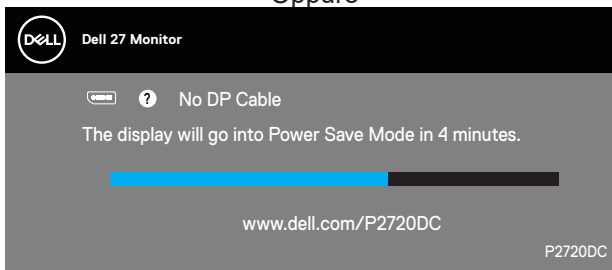 Oppure
DELL Dell 27 Monitor
? No DP Cable
The display will go into Power Save Mode in 4 minutes.
www.dell.com/P2720DC
P2720DC